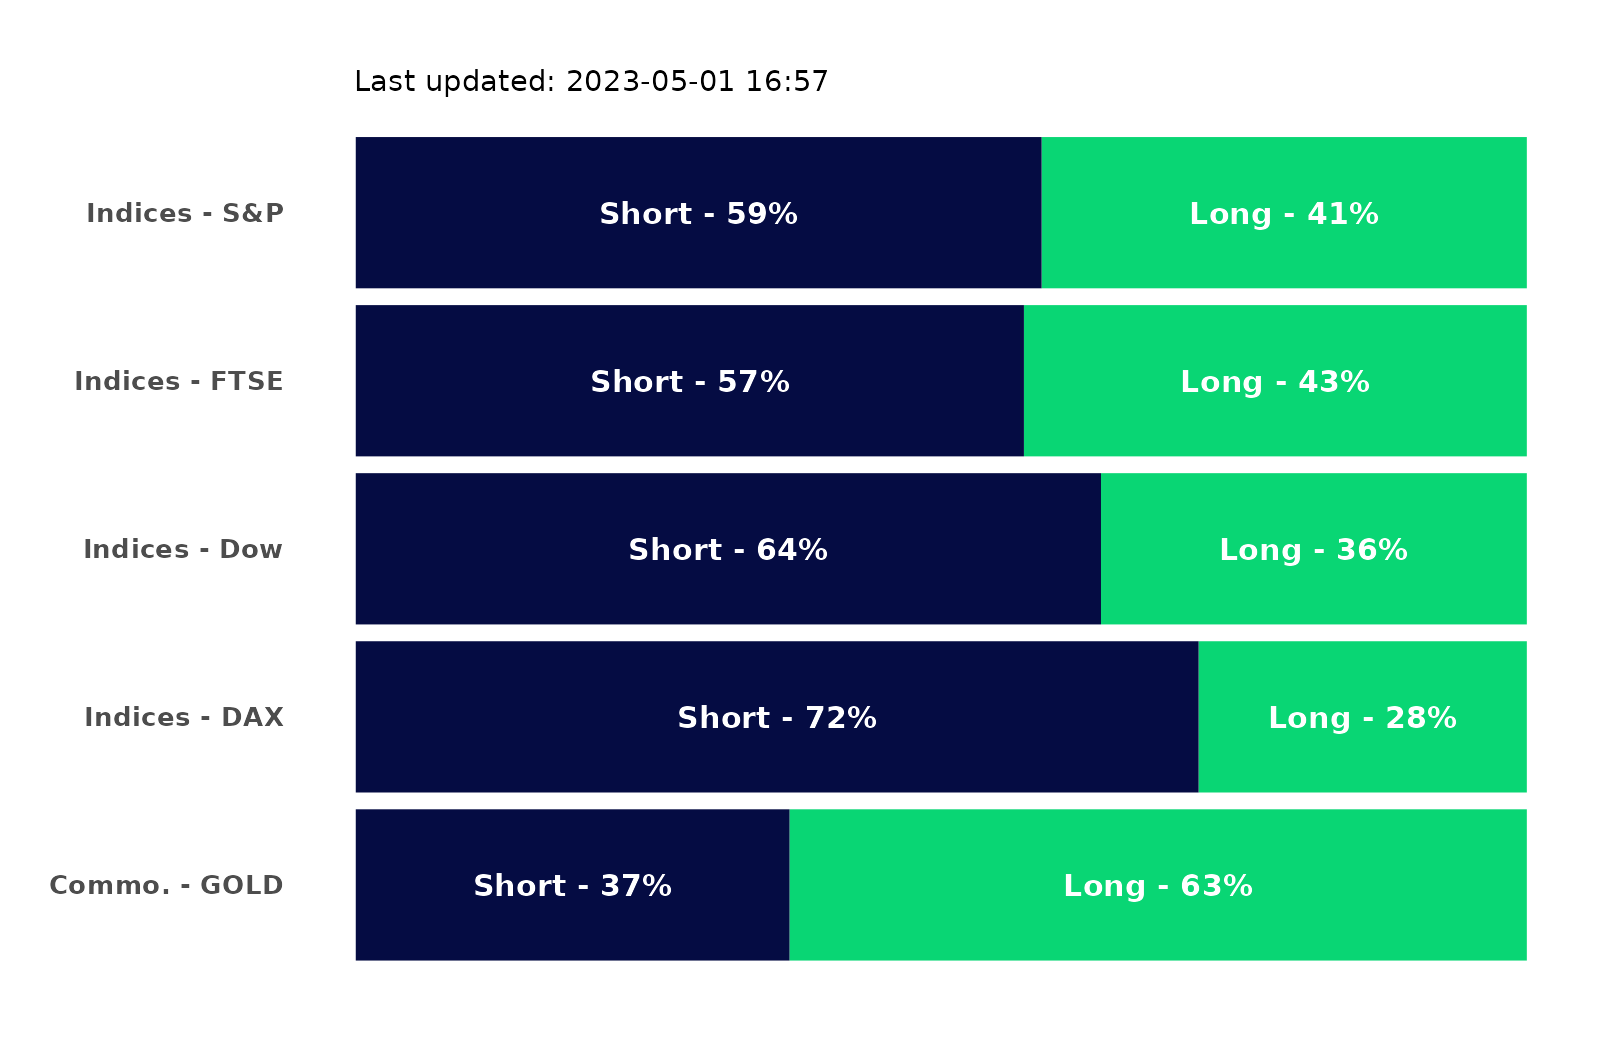 Last updated: 2023-05-01 16:57
Indices - S&P Short - 59% Long - 41%
Indices - FTSE Short - 57% Long - 43%
Indices - Dow Short - 64% Long - 36%
Indices - DAX Short - 72% Long - 28%
Commo. - GOLD Short - 37% Long - 63%